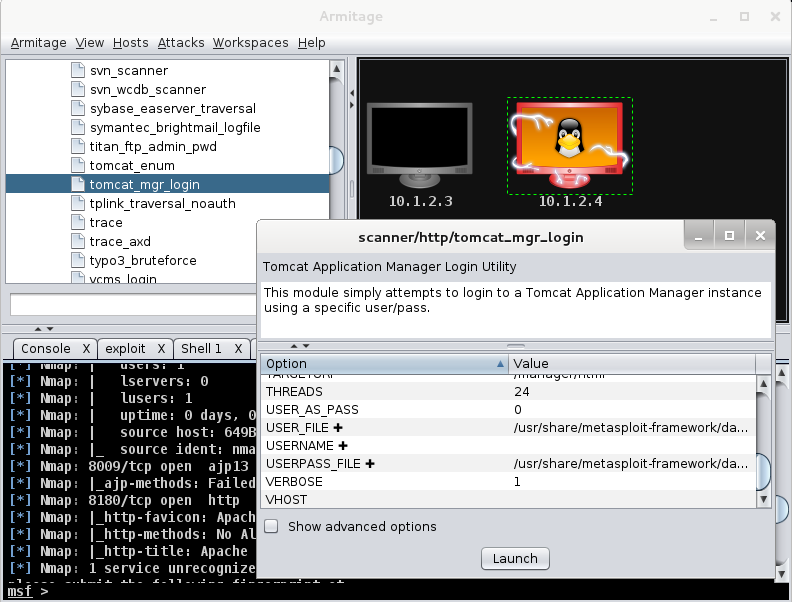 Armitage
Armitage View Hosts Attacks Workspaces Help
svn_scanner
svn_wcdb_scanner
sybase_easerver_traversal
symantec_brightmail_logfile
titan_ftp_admin_pwd
tomcat_enum
tomcat_mgr_login
tplink_traversal_noauth
trace
trace_axd
typo3_bruteforce
vcms_login
10.1.2.3
10.1.2.4
scanner/http/tomcat_mgr_login
Tomcat Application Manager Login Utility
This module simply attempts to login to a Tomcat Application Manager instance
using a specific user/pass.
Option Value
TARGETURI /manager/html
THREADS 24
USER_AS_PASS 0
USER_FILE + /usr/share/metasploit-framework/da...
USERNAME +
USERPASS_FILE + /usr/share/metasploit-framework/da...
VERBOSE 1
VHOST
Show advanced options
Launch
Console X exploit X Shell 1 X
[*] Nmap: | users: 1
[*] Nmap: | lservers: 0
[*] Nmap: | lusers: 1
[*] Nmap: | uptime: 0 days, 0
[*] Nmap: | source host: 649B
[*] Nmap: |_ source ident: nma
[*] Nmap: 8009/tcp open ajp13
[*] Nmap: |_ajp-methods: Failed
[*] Nmap: 8180/tcp open http
[*] Nmap: |_http-favicon: Apach
[*] Nmap: |_http-methods: No Al
[*] Nmap: |_http-title: Apache
[*] Nmap: 1 service unrecognize
please submit the following fingerprint at
msf >